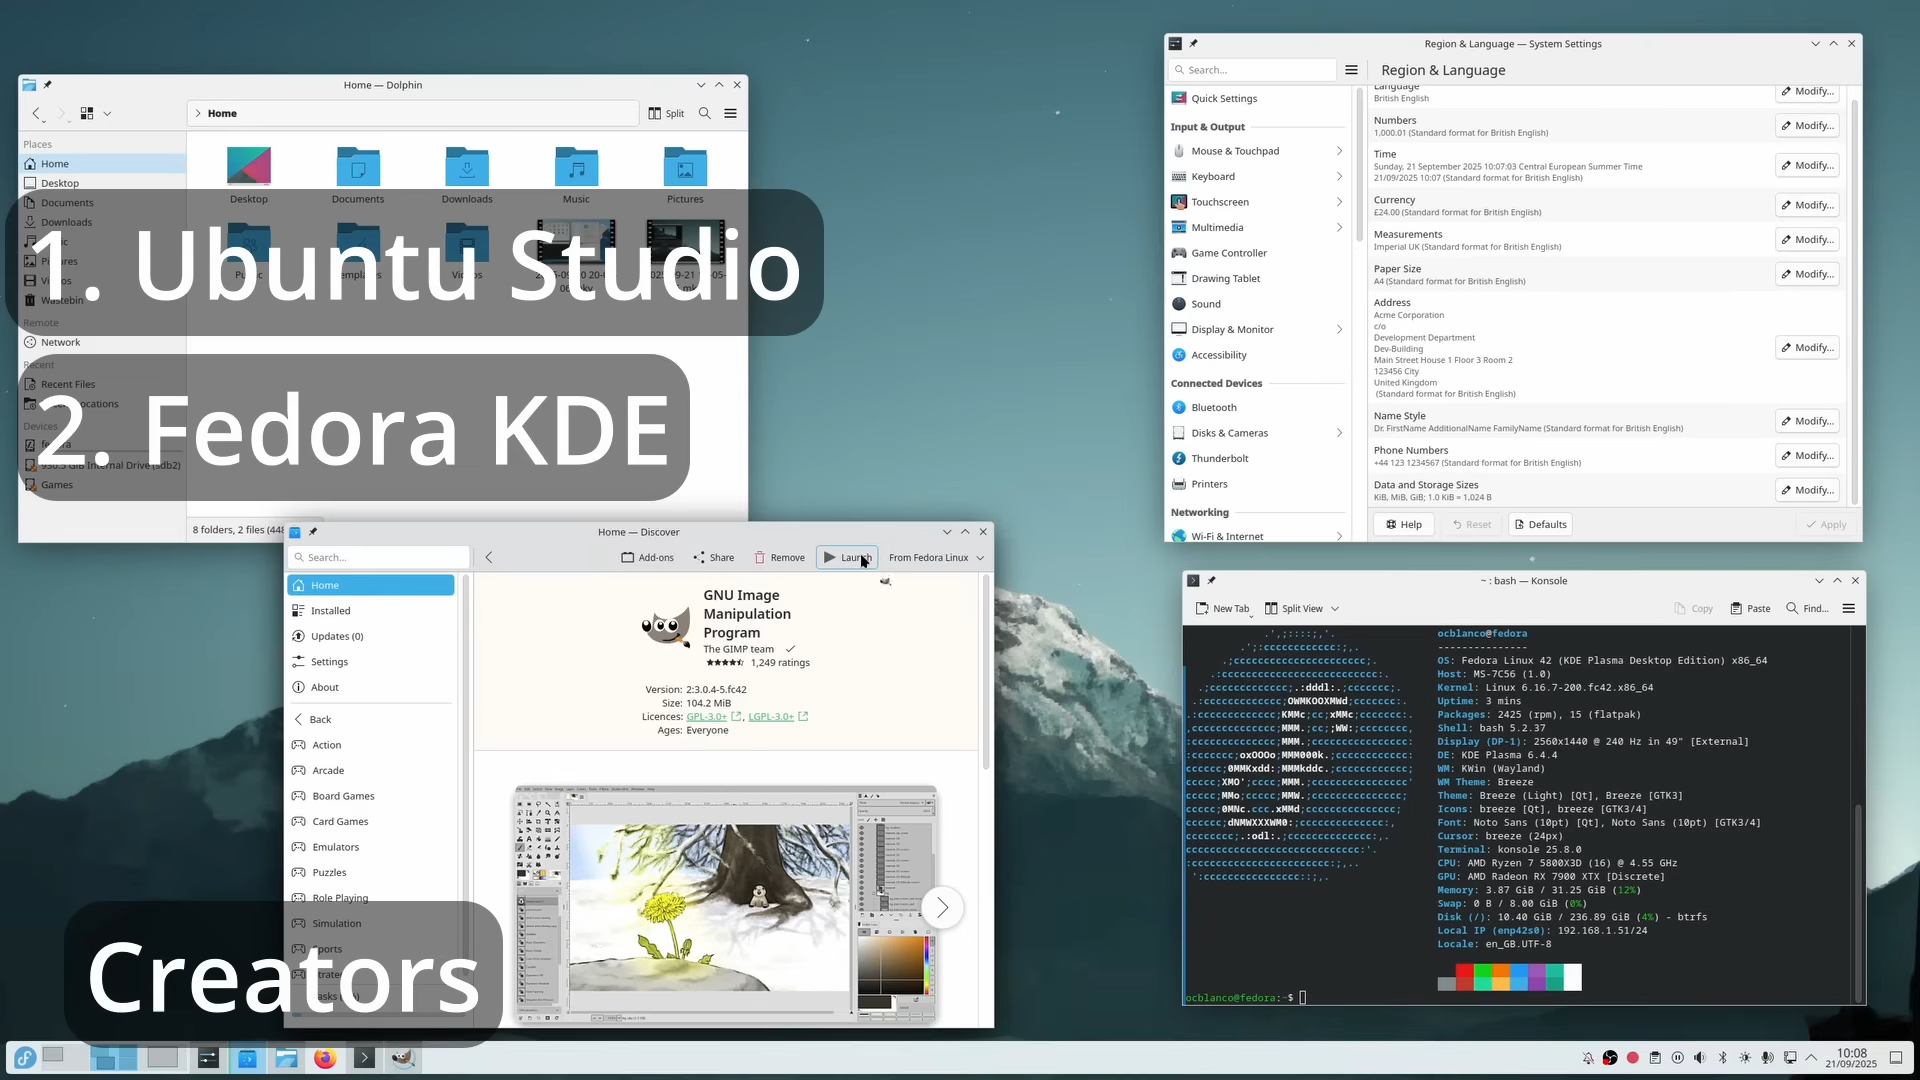 Home — Dolphin
Home
Split
Places
Home
Desktop
Documents
Downloads
Pictures
Wastebin
Remote
Network
Recent
Recent Files
Devices
Games
Desktop
Documents
Downloads
Music
Pictures
8 folders, 2 files (448
1. Ubuntu Studio
2. Fedora KDE
Creators
Home — Discover
Search...
Add-ons
Share
Remove
Launch
From Fedora Linux
Home
Installed
Updates (0)
Settings
About
Back
Action
Arcade
Board Games
Card Games
Emulators
Puzzles
Role Playing
Simulation
Sports
GNU Image
Manipulation
Program
The GIMP team
1,249 ratings
Version: 2:3.0.4-5.fc42
Size: 104.2 MiB
Licences: GPL-3.0+ , LGPL-3.0+
Ages: Everyone
Region & Language — System Settings
Search...
Region & Language
Quick Settings
Input & Output
Mouse & Touchpad
Keyboard
Touchscreen
Multimedia
Game Controller
Drawing Tablet
Sound
Display & Monitor
Accessibility
Connected Devices
Bluetooth
Disks & Cameras
Thunderbolt
Printers
Networking
Wi-Fi & Internet
Language
British English
Modify...
Numbers
1,000.01 (Standard format for British English)
Modify...
Time
Sunday, 21 September 2025 10:07:03 Central European Summer Time
21/09/2025 10:07 (Standard format for British English)
Modify...
Currency
£24.00 (Standard format for British English)
Modify...
Measurements
Imperial UK (Standard format for British English)
Modify...
Paper Size
A4 (Standard format for British English)
Modify...
Address
Acme Corporation
c/o
Development Department
Dev-Building
Main Street House 1 Floor 3 Room 2
123456 City
United Kingdom
(Standard format for British English)
Modify...
Name Style
Dr. FirstName AdditionalName FamilyName (Standard format for British English)
Modify...
Phone Numbers
+44 123 1234567 (Standard format for British English)
Modify...
Data and Storage Sizes
KiB, MiB, GiB; 1.0 KiB = 1,024 B
Modify...
Help
Reset
Defaults
Apply
~ : bash — Konsole
New Tab
Split View
Copy
Paste
Find...
ocblanco@fedora
---------------
OS: Fedora Linux 42 (KDE Plasma Desktop Edition) x86_64
Host: MS-7C56 (1.0)
Kernel: Linux 6.16.7-200.fc42.x86_64
Uptime: 3 mins
Packages: 2425 (rpm), 15 (flatpak)
Shell: bash 5.2.37
Display (DP-1): 2560x1440 @ 240 Hz in 49" [External]
DE: KDE Plasma 6.4.4
WM: KWin (Wayland)
WM Theme: Breeze
Theme: Breeze (Light) [Qt], Breeze [GTK3]
Icons: breeze [Qt], breeze [GTK3/4]
Font: Noto Sans (10pt) [Qt], Noto Sans (10pt) [GTK3/4]
Cursor: breeze (24px)
Terminal: konsole 25.8.0
CPU: AMD Ryzen 7 5800X3D (16) @ 4.55 GHz
GPU: AMD Radeon RX 7900 XTX [Discrete]
Memory: 3.87 GiB / 31.25 GiB (12%)
Swap: 0 B / 8.00 GiB (0%)
Disk (/): 10.40 GiB / 236.89 GiB (4%) - btrfs
Local IP (enp42s0): 192.168.1.51/24
Locale: en_GB.UTF-8
ocblanco@fedora:~$
10:08
21/09/2025